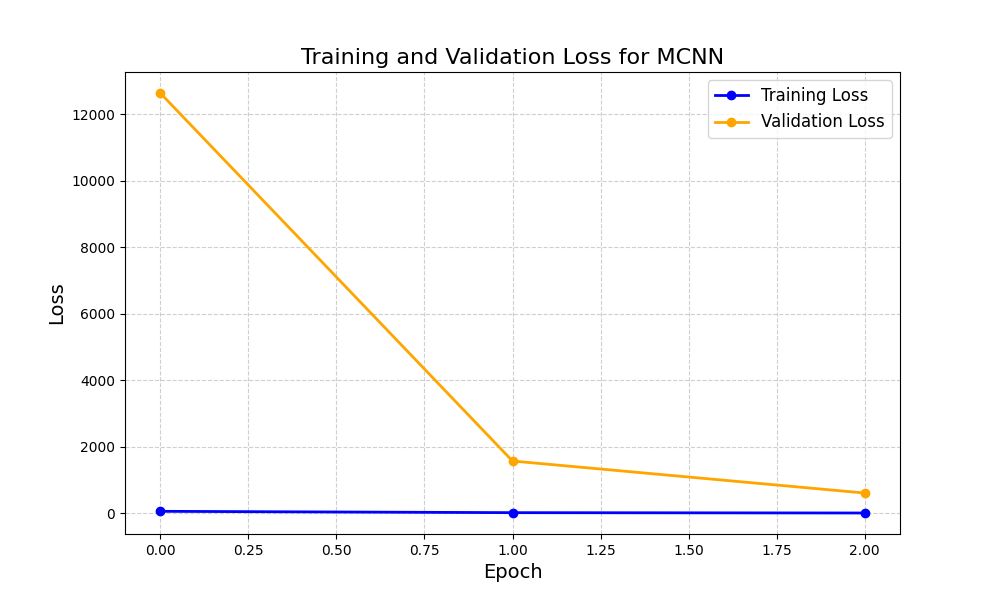 Training and Validation Loss for MCNN
Training Loss
Validation Loss
12000
10000
8000
6000
4000
2000
0
Loss
0.00 0.25 0.50 0.75 1.00 1.25 1.50 1.75 2.00
Epoch